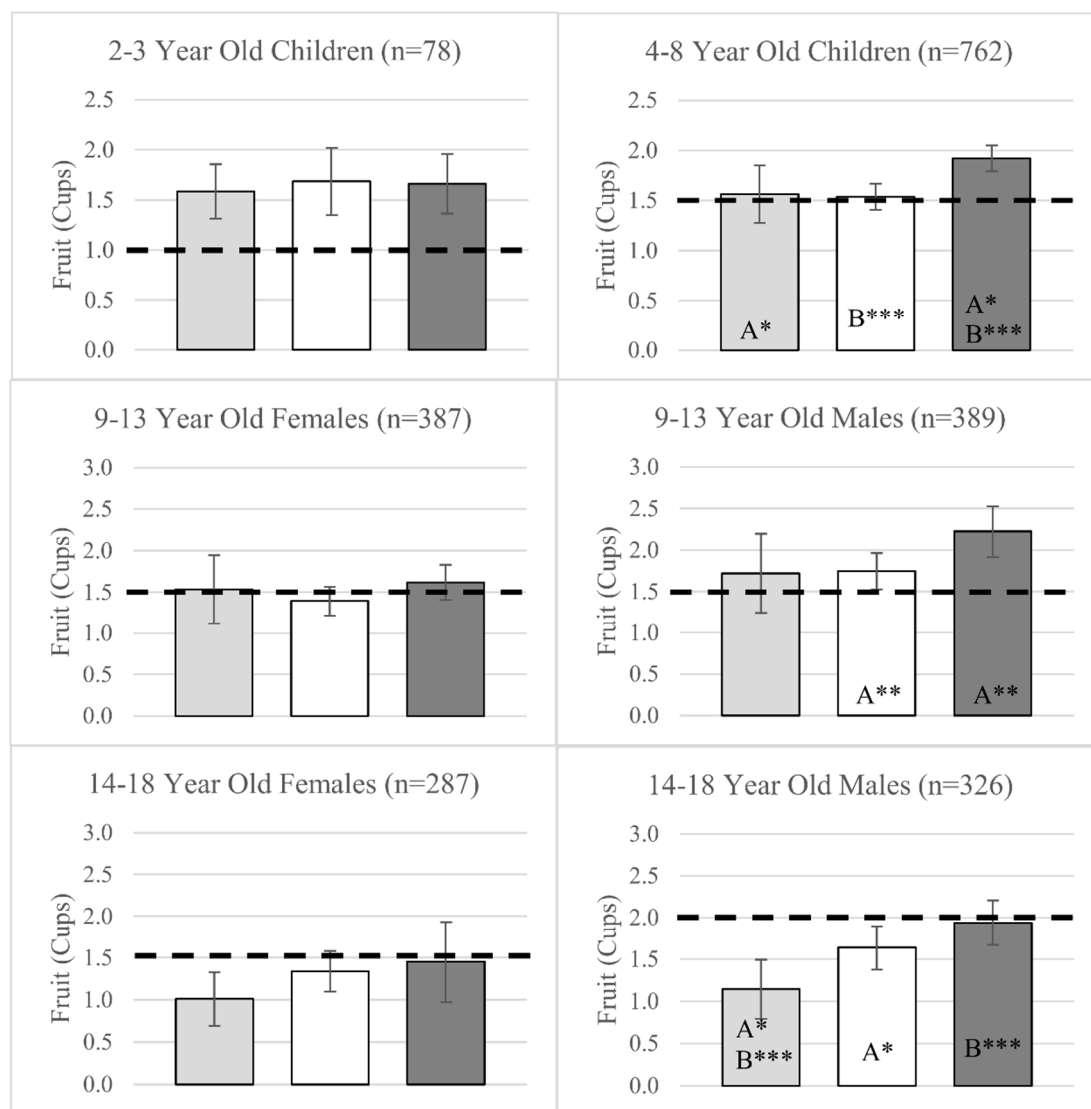 2-3 Year Old Children (n=78)
2.5
2.0
1.5
1.0
0.5
0.0
Fruit (Cups)
4-8 Year Old Children (n=762)
2.5
2.0
1.5
1.0
0.5
0.0
Fruit (Cups)
A*
B***
A*
B***
9-13 Year Old Females (n=387)
3.0
2.5
2.0
1.5
1.0
0.5
0.0
Fruit (Cups)
9-13 Year Old Males (n=389)
3.0
2.5
2.0
1.5
1.0
0.5
0.0
Fruit (Cups)
A**
A**
14-18 Year Old Females (n=287)
3.0
2.5
2.0
1.5
1.0
0.5
0.0
Fruit (Cups)
14-18 Year Old Males (n=326)
3.0
2.5
2.0
1.5
1.0
0.5
0.0
Fruit (Cups)
A*
B***
A*
B***